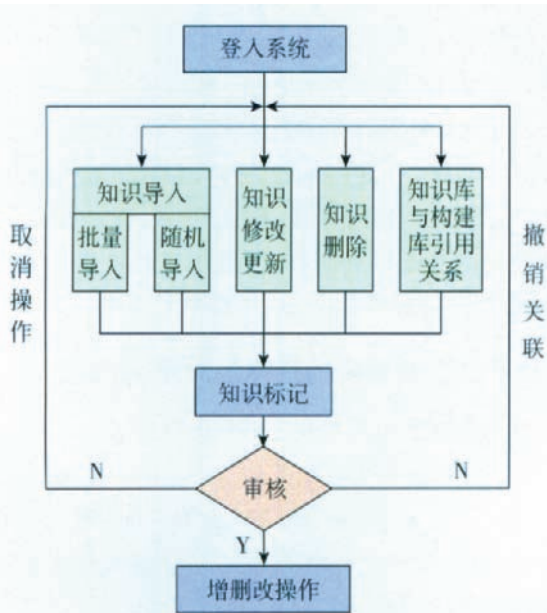 登入系统
知识导入
批量
导入
随机
导入
知识
修改
更新
知识
删除
知识库
与构建
库引用
关系
取消操作
撤销关联
知识标记
N
审核
N
Y
增删改操作